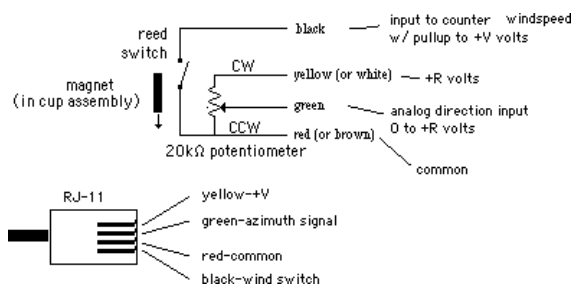 reed
switch
magnet
(in cup assembly)
black
input to counter windspeed
w/ pullup to +V volts
CW
yellow (or white)
+R volts
green
analog direction input
0 to +R volts
CCW
red (or brown)
20kΩ potentiometer
common
RJ-11
yellow-+V
green-azimuth signal
red-common
black-wind switch